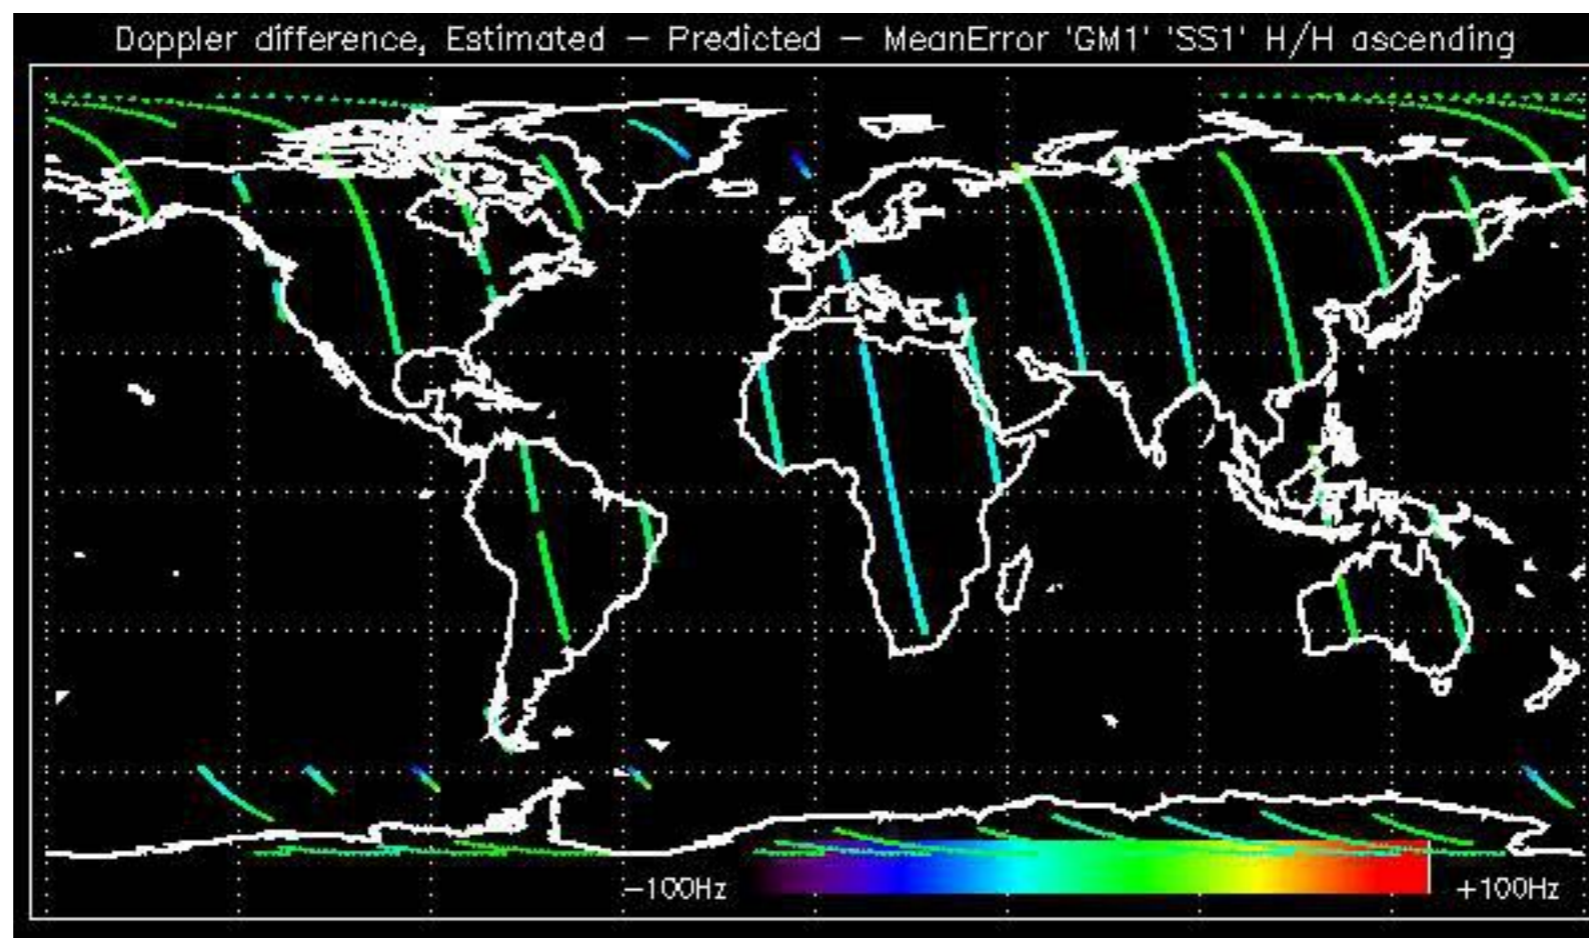 Doppler difference, Estimated — Predicted — MeanError 'GM1' 'SS1' H/H ascending
-100Hz
+100Hz